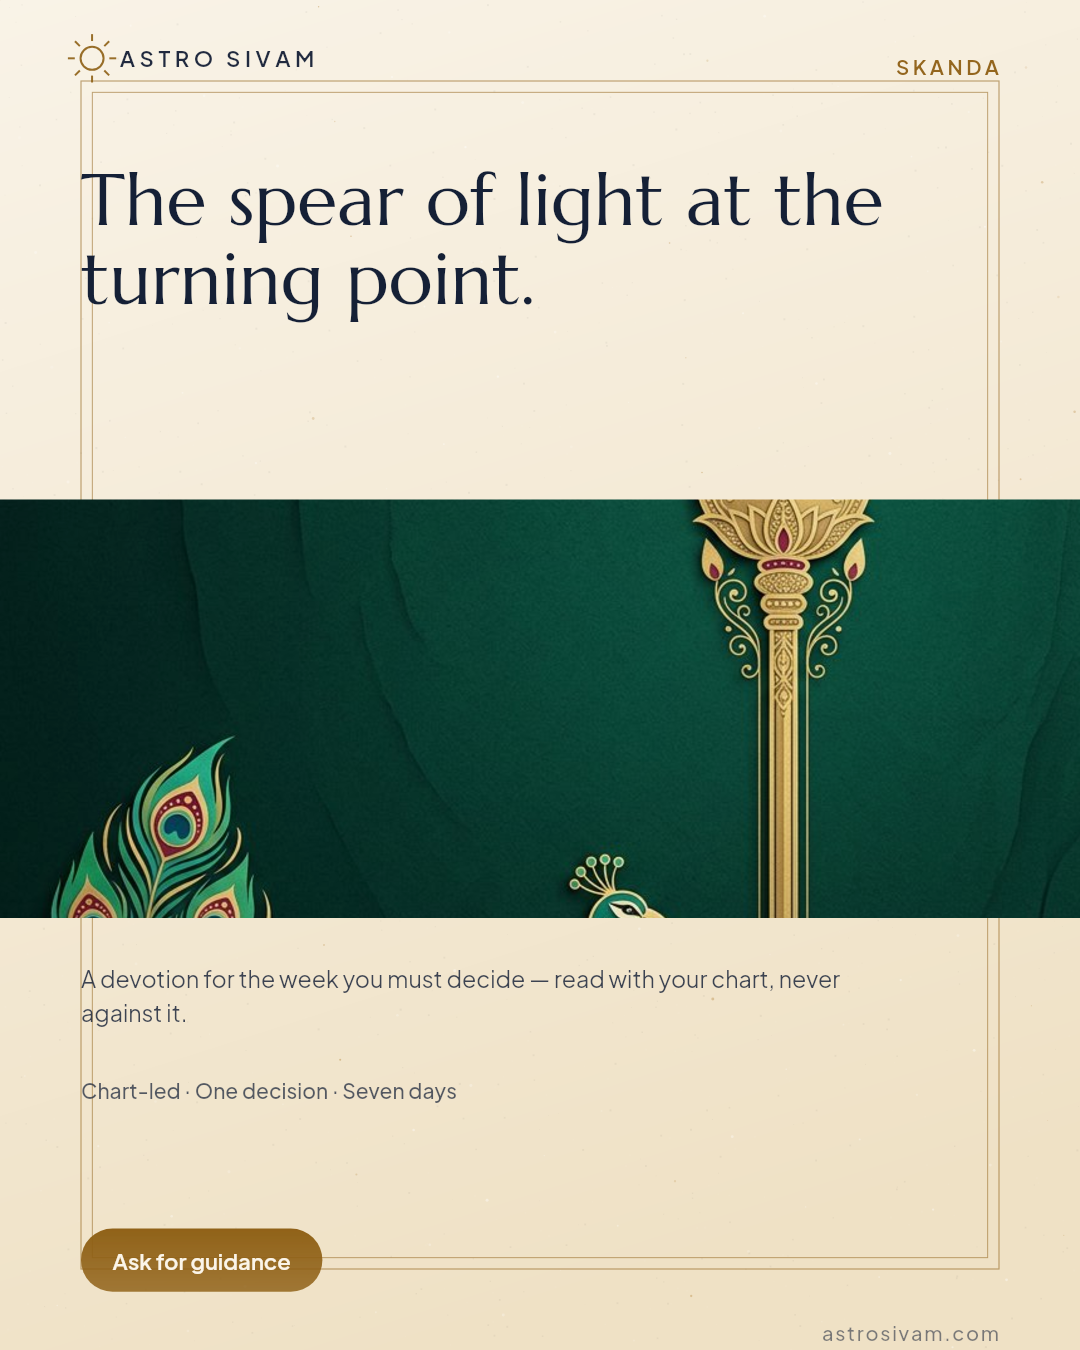 ASTRO SIVAM
SKANDA
The spear of light at the
turning point.
A devotion for the week you must decide — read with your chart, never
against it.
Chart-led · One decision · Seven days
Ask for guidance
astrosivam.com